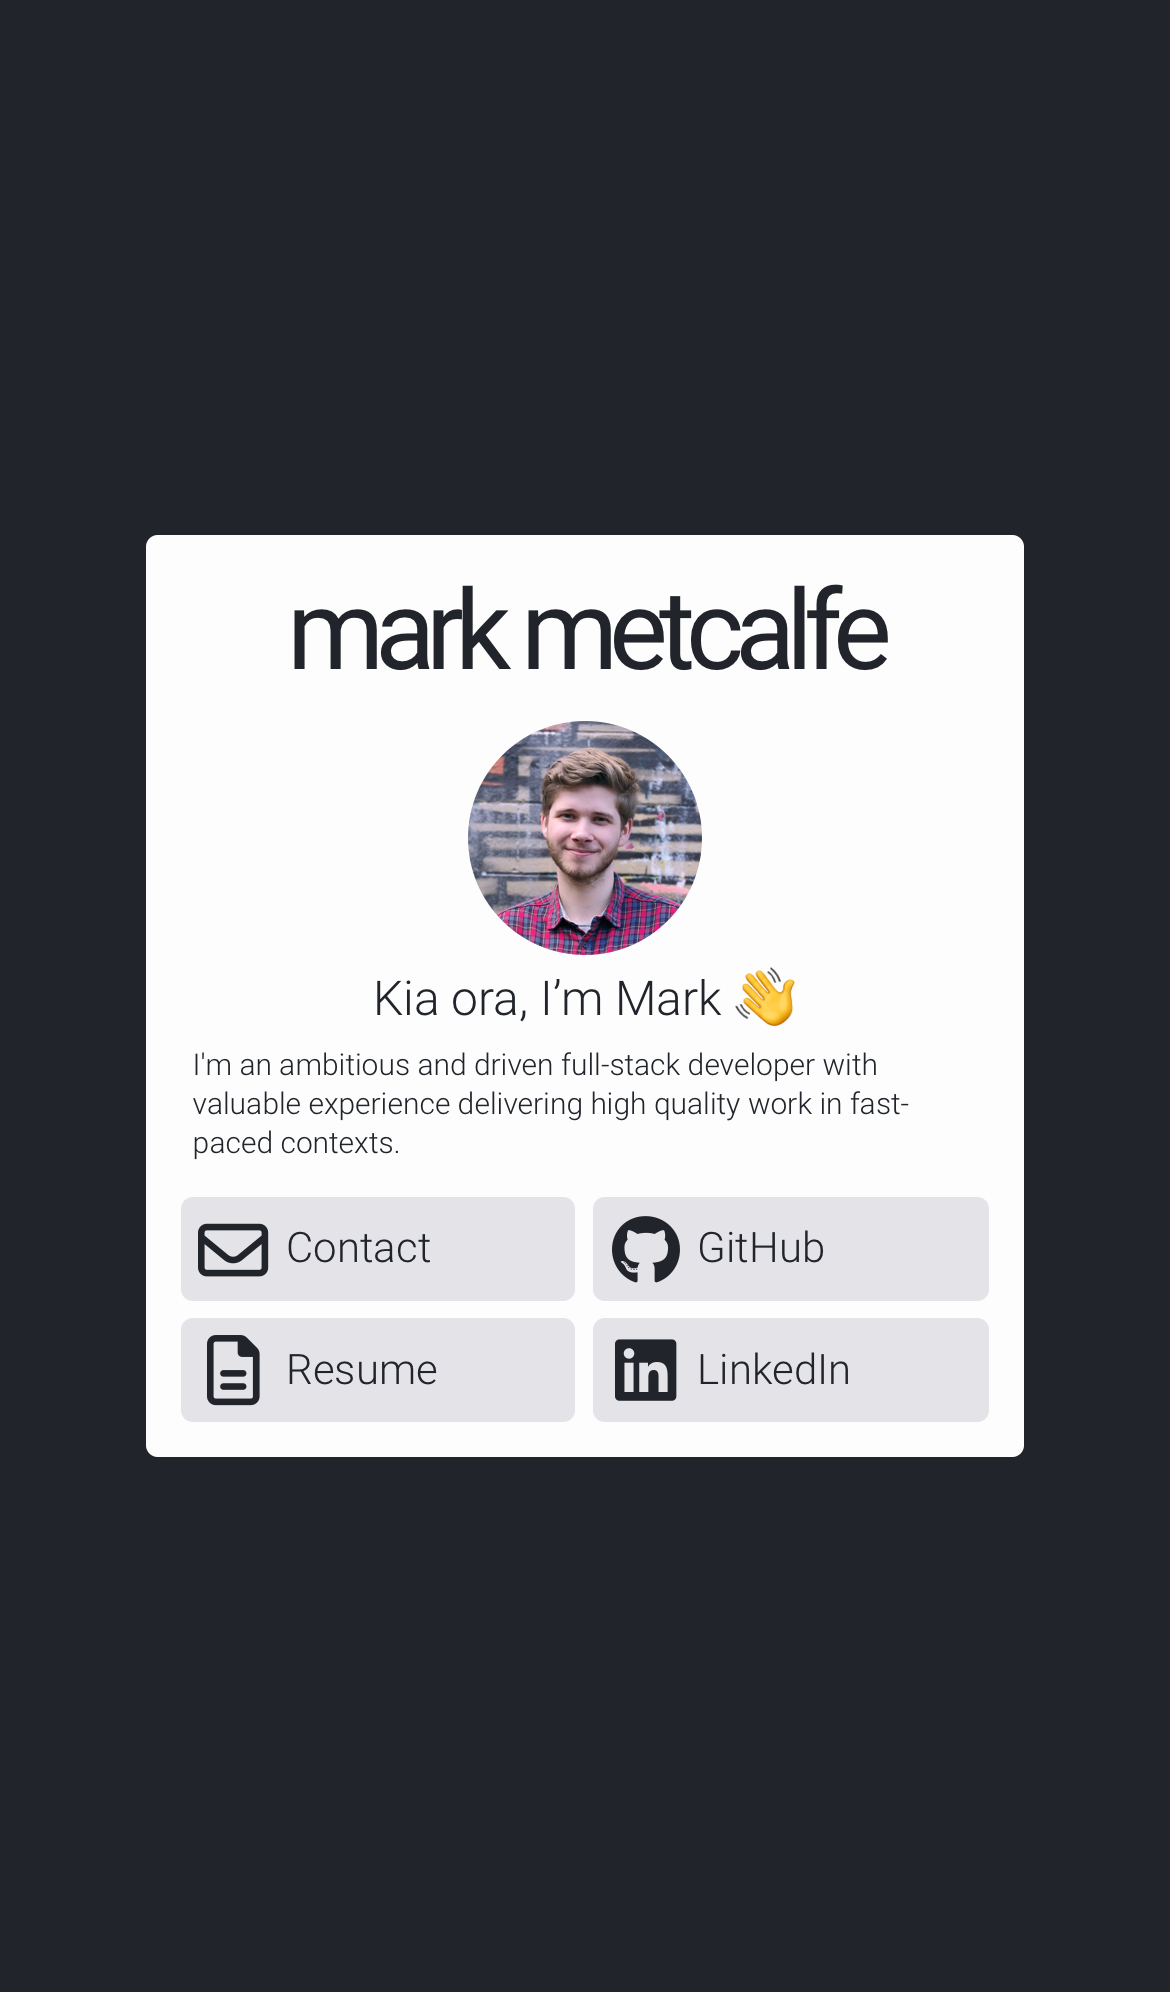 mark metcalfe
Kia ora, I’m Mark 👋
I'm an ambitious and driven full-stack developer with
valuable experience delivering high quality work in fast-
paced contexts.
Contact
GitHub
Resume
LinkedIn